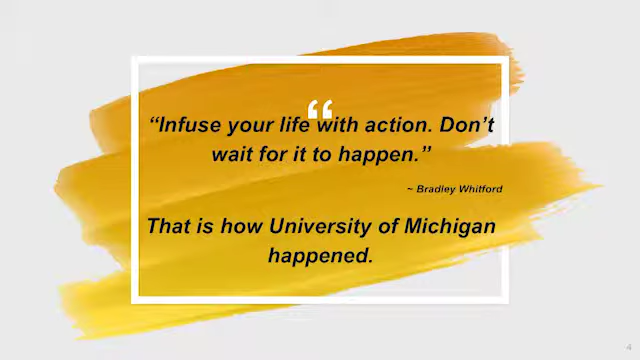 “Infuse your life with action. Don’t
wait for it to happen.”
~ Bradley Whitford
That is how University of Michigan
happened.
4